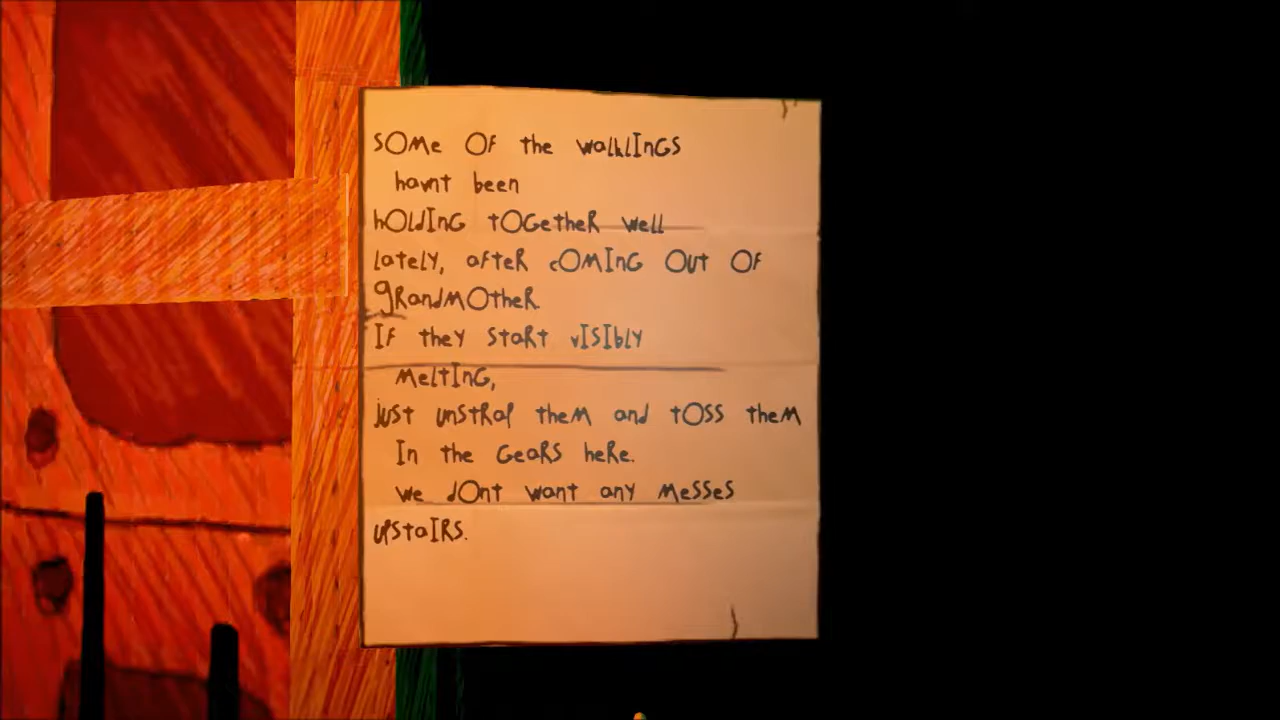 SOMe OF the walklInGS
havnt been
hOldInG tOGetheR well
lately, afteR cOMInG OUt OF
gRandMOtheR.
IF they StaRt vISIbly
MeltInG,
jUSt UnStRaP theM and tOSS theM
In the GeaRS heRe.
we dOnt want any MeSSeS
UPStaIRS.